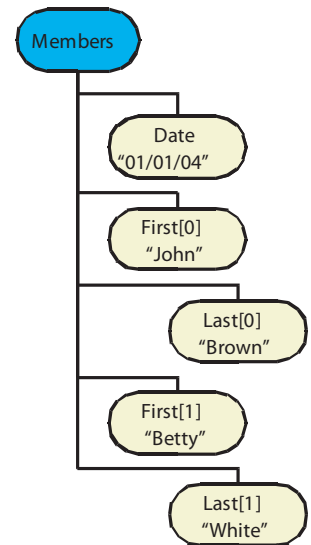 Members
Date
“01/01/04”
First[0]
“John”
Last[0]
“Brown”
First[1]
“Betty”
Last[1]
“White”